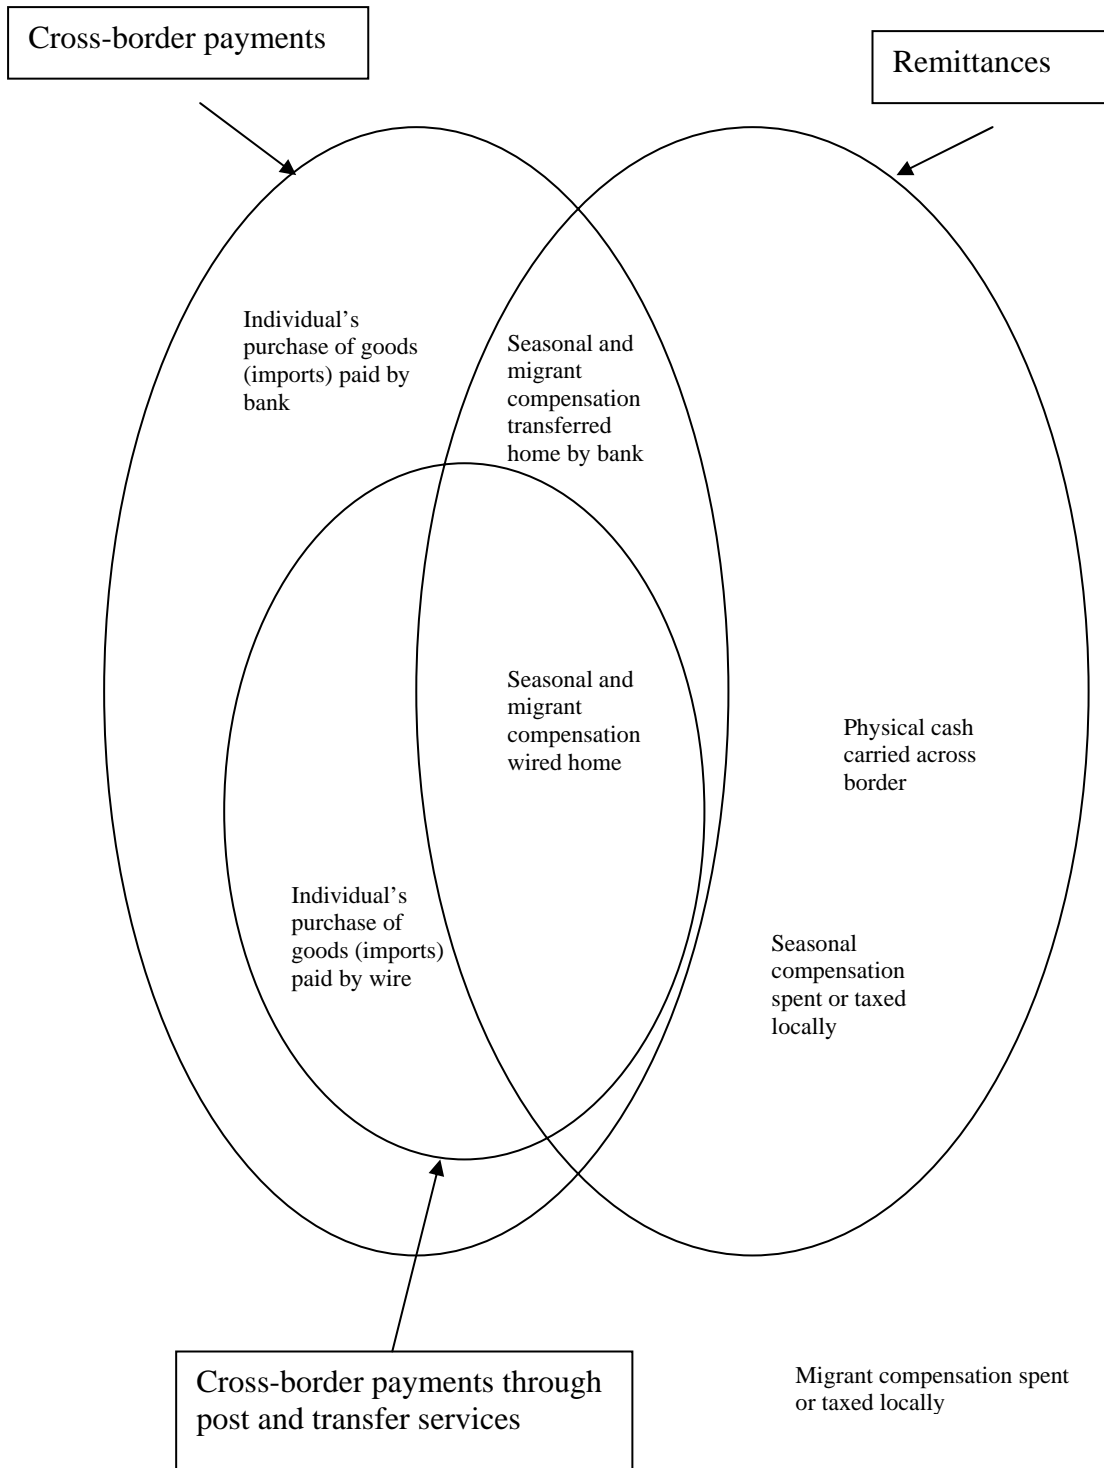 Cross-border payments
Remittances
Individual’s
purchase of goods
(imports) paid by
bank
Seasonal and
migrant
compensation
transferred
home by bank
Seasonal and
migrant
compensation
wired home
Physical cash
carried across
border
Individual’s
purchase of
goods (imports)
paid by wire
Seasonal
compensation
spent or taxed
locally
Cross-border payments through
post and transfer services
Migrant compensation spent
or taxed locally